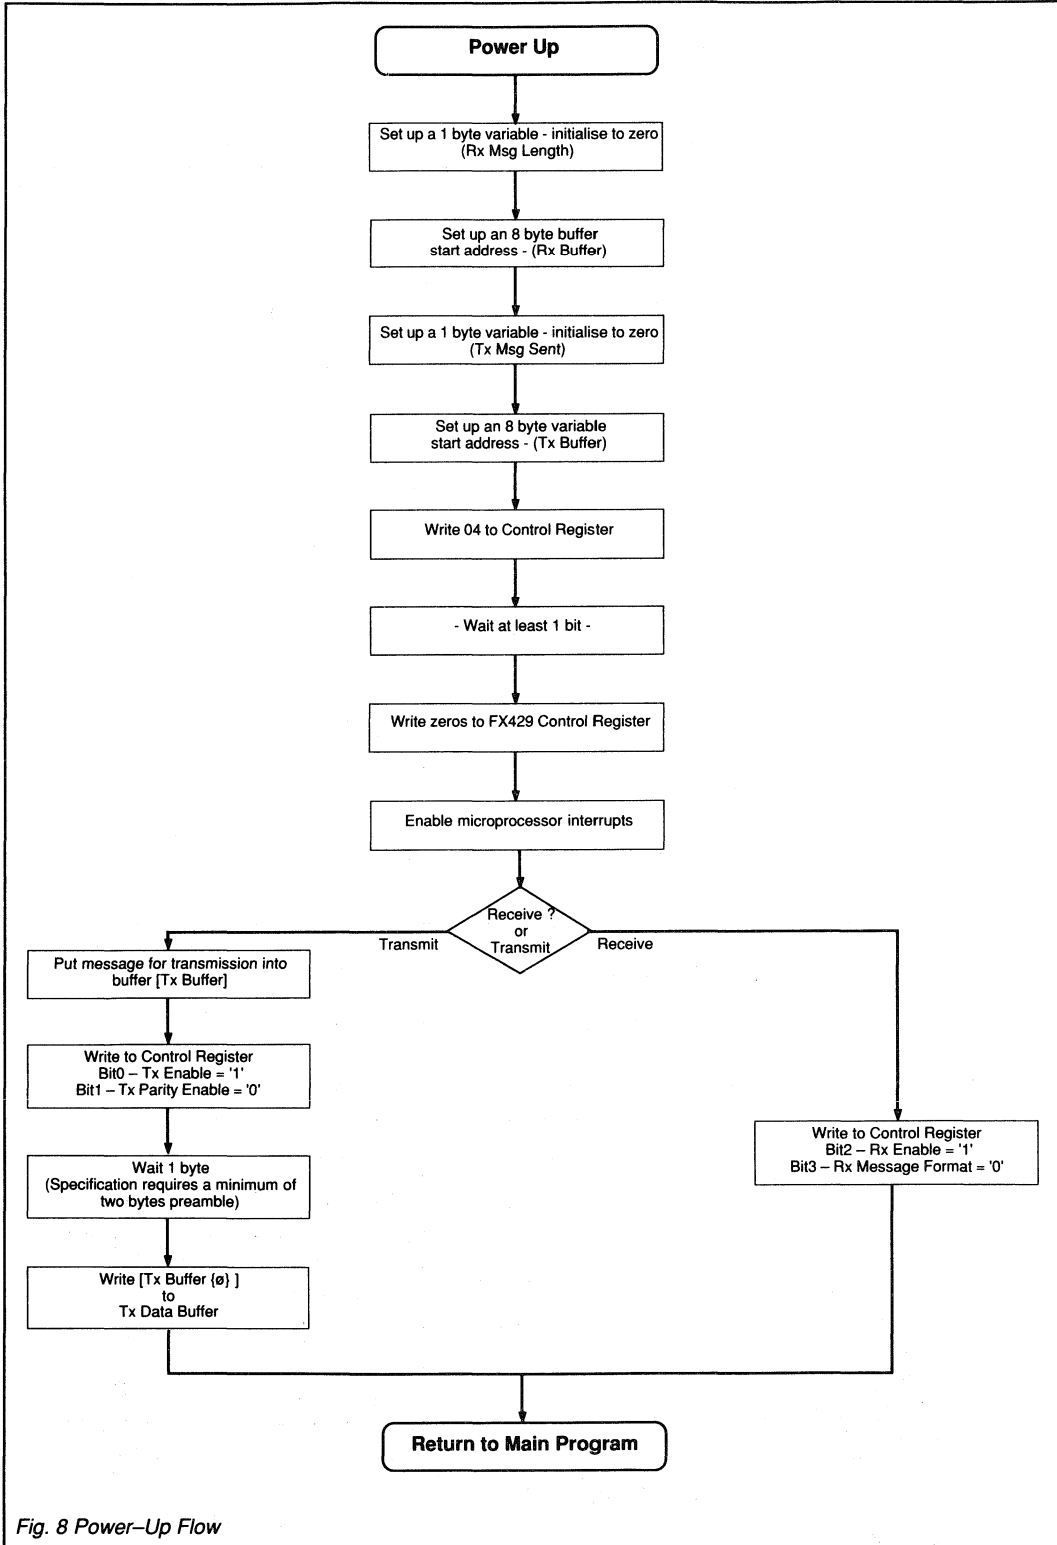 Power Up
Set up a 1 byte variable - initialise to zero
(Rx Msg Length)
Set up an 8 byte buffer
start address - (Rx Buffer)
Set up a 1 byte variable - initialise to zero
(Tx Msg Sent)
Set up an 8 byte variable
start address - (Tx Buffer)
Write 04 to Control Register
- Wait at least 1 bit -
Write zeros to FX429 Control Register
Enable microprocessor interrupts
Receive ?
or
Transmit
Transmit
Receive
Put message for transmission into
buffer [Tx Buffer]
Write to Control Register
Bit0 – Tx Enable = '1'
Bit1 – Tx Parity Enable = '0'
Wait 1 byte
(Specification requires a minimum of
two bytes preamble)
Write [Tx Buffer {ø} ]
to
Tx Data Buffer
Write to Control Register
Bit2 – Rx Enable = '1'
Bit3 – Rx Message Format = '0'
Return to Main Program
Fig. 8 Power–Up Flow